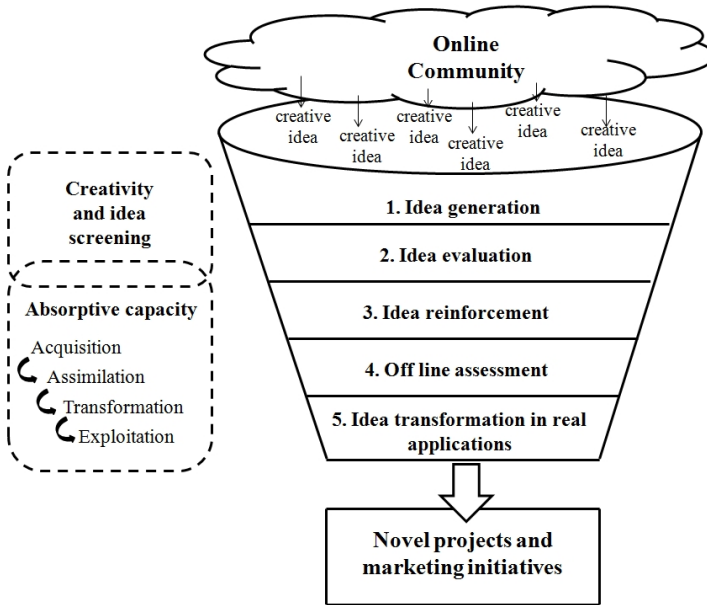 Online
Community
creative
idea
creative
idea
creative
idea
creative
idea
creative
idea
creative
idea
Creativity
and idea
screening
Absorptive capacity
Acquisition
Assimilation
Transformation
Exploitation
1. Idea generation
2. Idea evaluation
3. Idea reinforcement
4. Off line assessment
5. Idea transformation in real
applications
Novel projects and
marketing initiatives